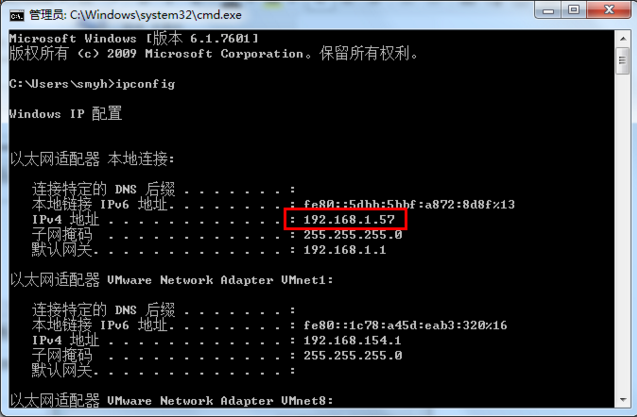 管理员: C:\Windows\system32\cmd.exe
Microsoft Windows [版本 6.1.7601]
版权所有 (c) 2009 Microsoft Corporation。保留所有权利。
C:\Users\smyh>ipconfig
Windows IP 配置
以太网适配器 本地连接:
连接特定的 DNS 后缀 . . . . . . . :
本地链接 IPv6 地址. . . . . . . . : fe80::5dbb:5bbf:a872:8d8f%13
IPv4 地址 . . . . . . . . . . . . : 192.168.1.57
子网掩码 . . . . . . . . . . . . : 255.255.255.0
默认网关. . . . . . . . . . . . . : 192.168.1.1
以太网适配器 VMware Network Adapter VMnet1:
连接特定的 DNS 后缀 . . . . . . . :
本地链接 IPv6 地址. . . . . . . . : fe80::1c78:a45d:eab3:320%16
IPv4 地址 . . . . . . . . . . . . : 192.168.154.1
子网掩码 . . . . . . . . . . . . : 255.255.255.0
默认网关. . . . . . . . . . . . . :
以太网适配器 VMware Network Adapter VMnet8: